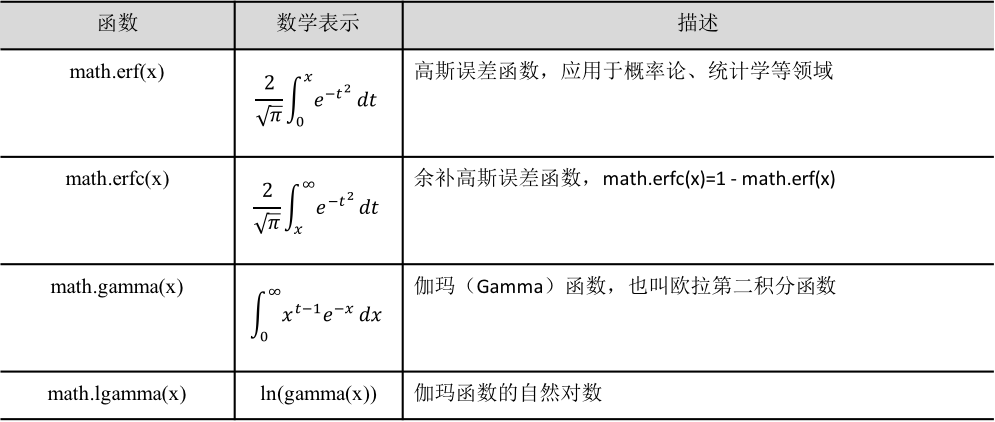 函数 数学表示 描述
math.erf(x) $\frac{2}{\sqrt{\pi}}\int_0^x e^{-t^2}\,dt$ 高斯误差函数，应用于概率论、统计学等领域
math.erfc(x) $\frac{2}{\sqrt{\pi}}\int_x^\infty e^{-t^2}\,dt$ 余补高斯误差函数，math.erfc(x)=1 - math.erf(x)
math.gamma(x) $\int_0^\infty x^{t-1}e^{-x}\,dx$ 伽玛（Gamma）函数，也叫欧拉第二积分函数
math.lgamma(x) ln(gamma(x)) 伽玛函数的自然对数